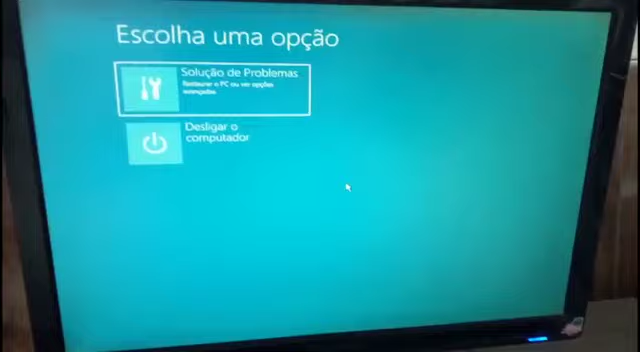 Escolha uma opção
Solução de Problemas
Restaurar o PC ou ver opções
avançadas
Desligar o
computador